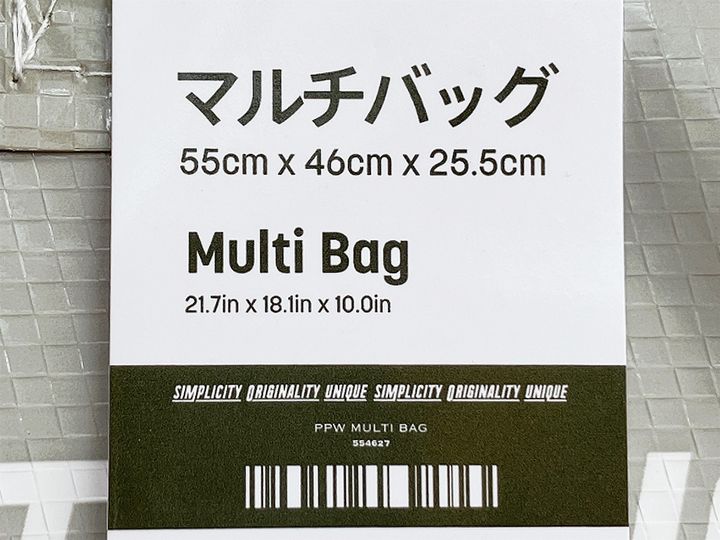 マルチバッグ
55cm x 46cm x 25.5cm
Multi Bag
21.7in x 18.1in x 10.0in
SIMPLICITY ORIGINALITY UNIQUE SIMPLICITY ORIGINALITY UNIQUE
PPW MULTI BAG
554627